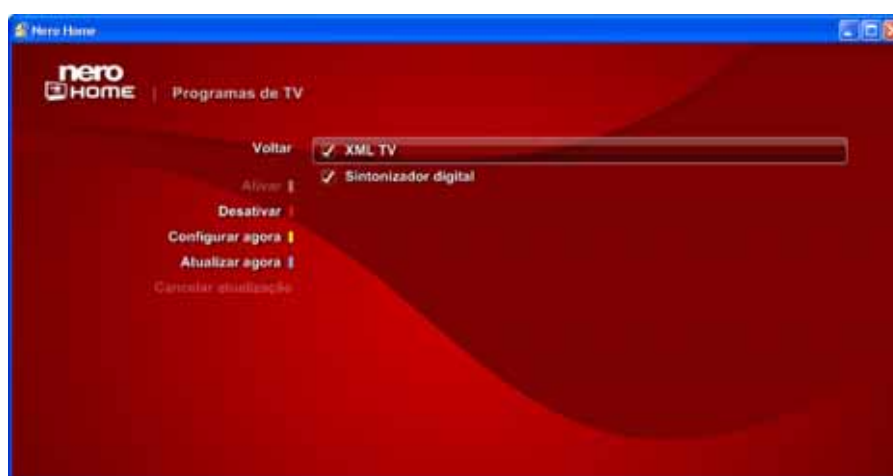 Nero Home
nero
HOME | Programas de TV
Voltar
Ativar
Desativar
Configurar agora
Atualizar agora
Cancelar atualização
XML TV
Sintonizador digital